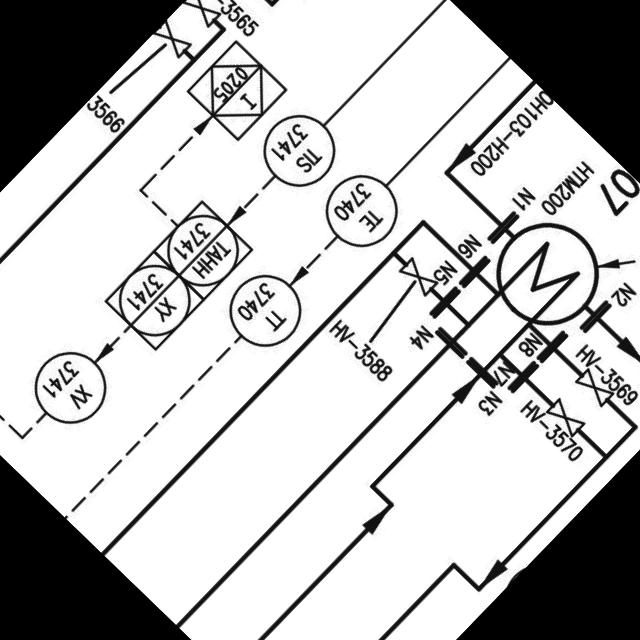 3565
3566
0205
I
3741
TIS
3740
TE
3741
TAHH
3741
XY
3740
TT
3741
XV
OH103-H200
HTM200
07
N1
N6
N5
N4
N2
N8
N7
N3
HV-3588
HV-3569
HV-3570